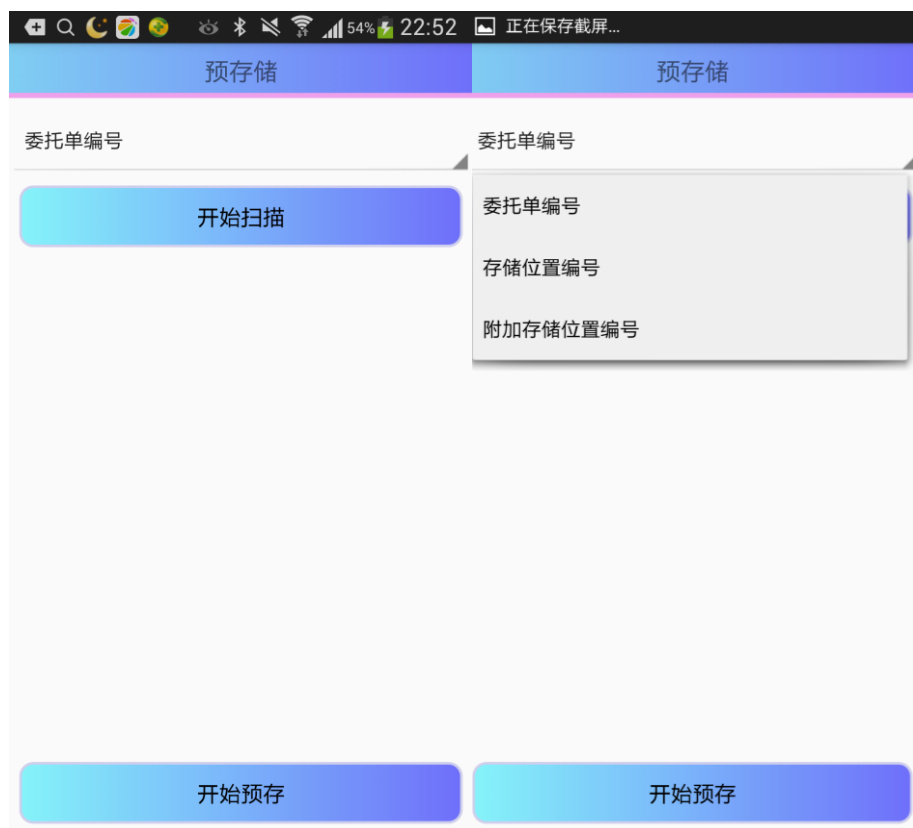 54% 22:52
预存储
委托单编号
开始扫描
开始预存
正在保存截屏...
预存储
委托单编号
委托单编号
存储位置编号
附加存储位置编号
开始预存